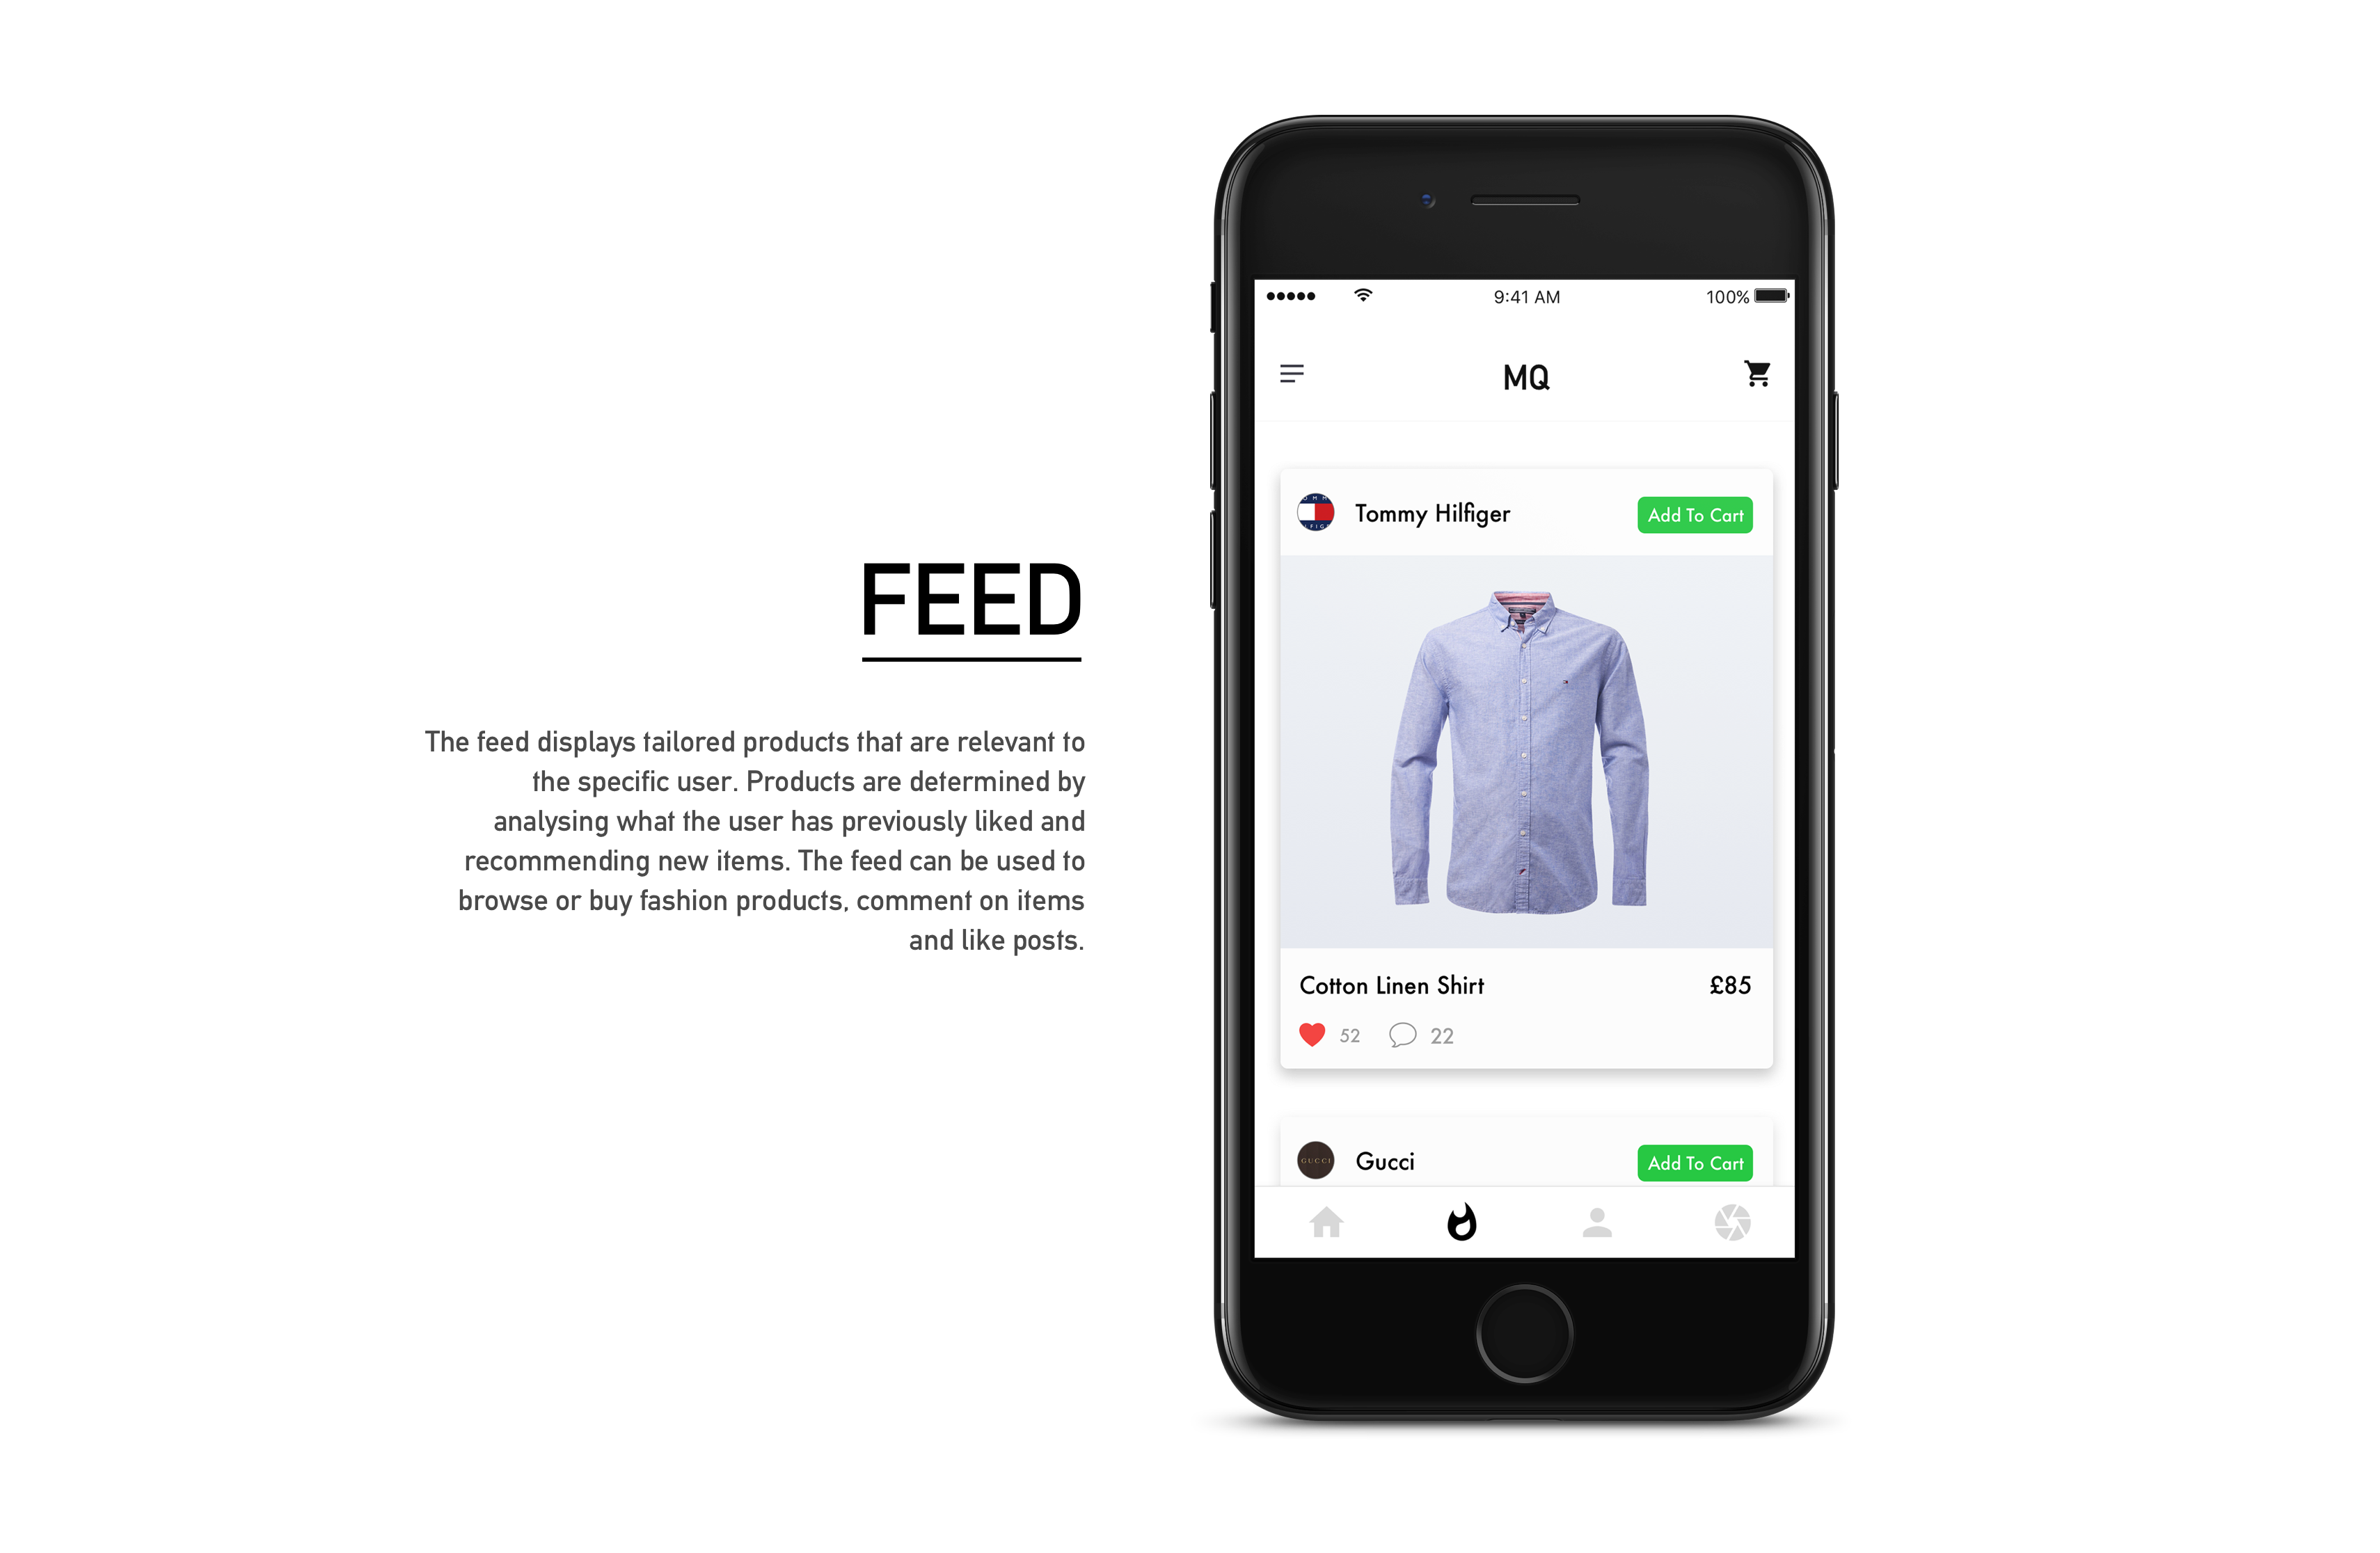 FEED
The feed displays tailored products that are relevant to
the specific user. Products are determined by
analysing what the user has previously liked and
recommending new items. The feed can be used to
browse or buy fashion products, comment on items
and like posts.
9:41 AM
100%
MQ
Tommy Hilfiger
Add To Cart
Cotton Linen Shirt
£85
52
22
GUCCI
Gucci
Add To Cart